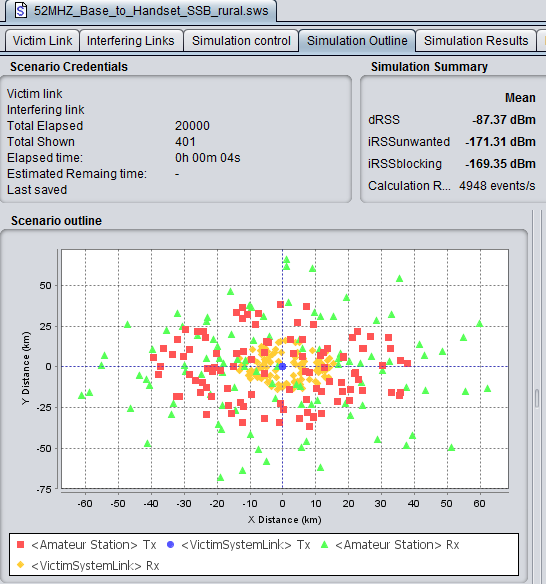 52MHZ_Base_to_Handset_SSB_rural.sws
Victim Link Interfering Links Simulation control Simulation Outline Simulation Results
Scenario Credentials
Victim link
Interfering link
Total Elapsed 20000
Total Shown 401
Elapsed time: 0h 00m 04s
Estimated Remaing time: -
Last saved
Simulation Summary
Mean
dRSS -87.37 dBm
iRSSunwanted -171.31 dBm
iRSSblocking -169.35 dBm
Calculation R... 4948 events/s
Scenario outline
Y Distance (km)
50
25
0
-25
-50
-75
-60 -50 -40 -30 -20 -10 0 10 20 30 40 50 60
X Distance (km)
<Amateur Station> Tx <VictimSystemLink> Tx <Amateur Station> Rx
<VictimSystemLink> Rx